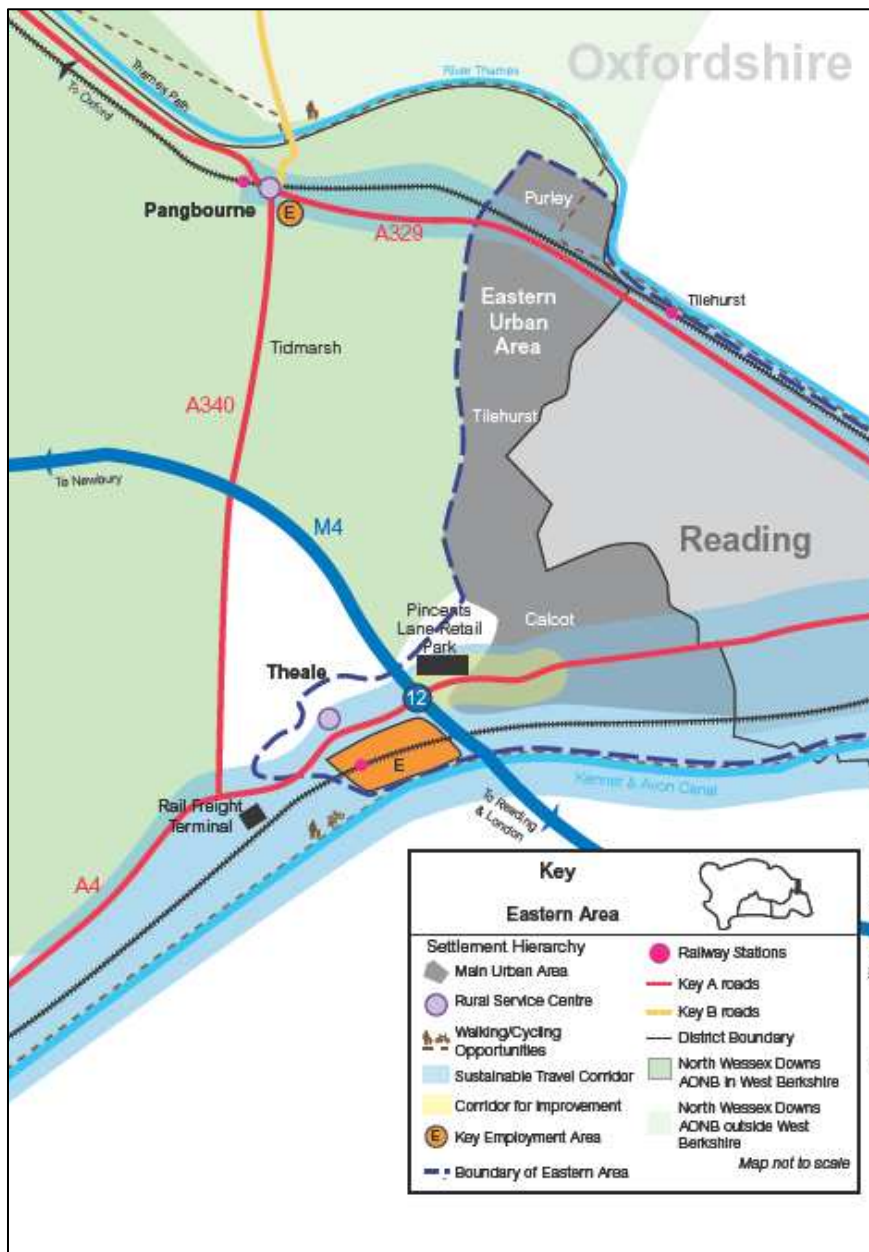 Oxfordshire
River Thames
Thames Path
To Oxford
Purley
Pangbourne
E
A329
Eastern
Urban
Area
Tilehurst
Tidmarsh
A340
Tilehurst
To Newbury
M4
Reading
Pincents
Lane Retail
Park
Calcot
Theale
12
E
Kennet & Avon Canal
Rail Freight
Terminal
To Reading
& London
A4
Key
Eastern Area
Settlement Hierarchy
Main Urban Area
Rural Service Centre
Walking/Cycling
Opportunities
Sustainable Travel Corridor
Corridor for Improvement
E Key Employment Area
Boundary of Eastern Area
Railway Stations
Key A roads
Key B roads
District Boundary
North Wessex Downs
AONB in West Berkshire
North Wessex Downs
AONB outside West
Berkshire
Map not to scale